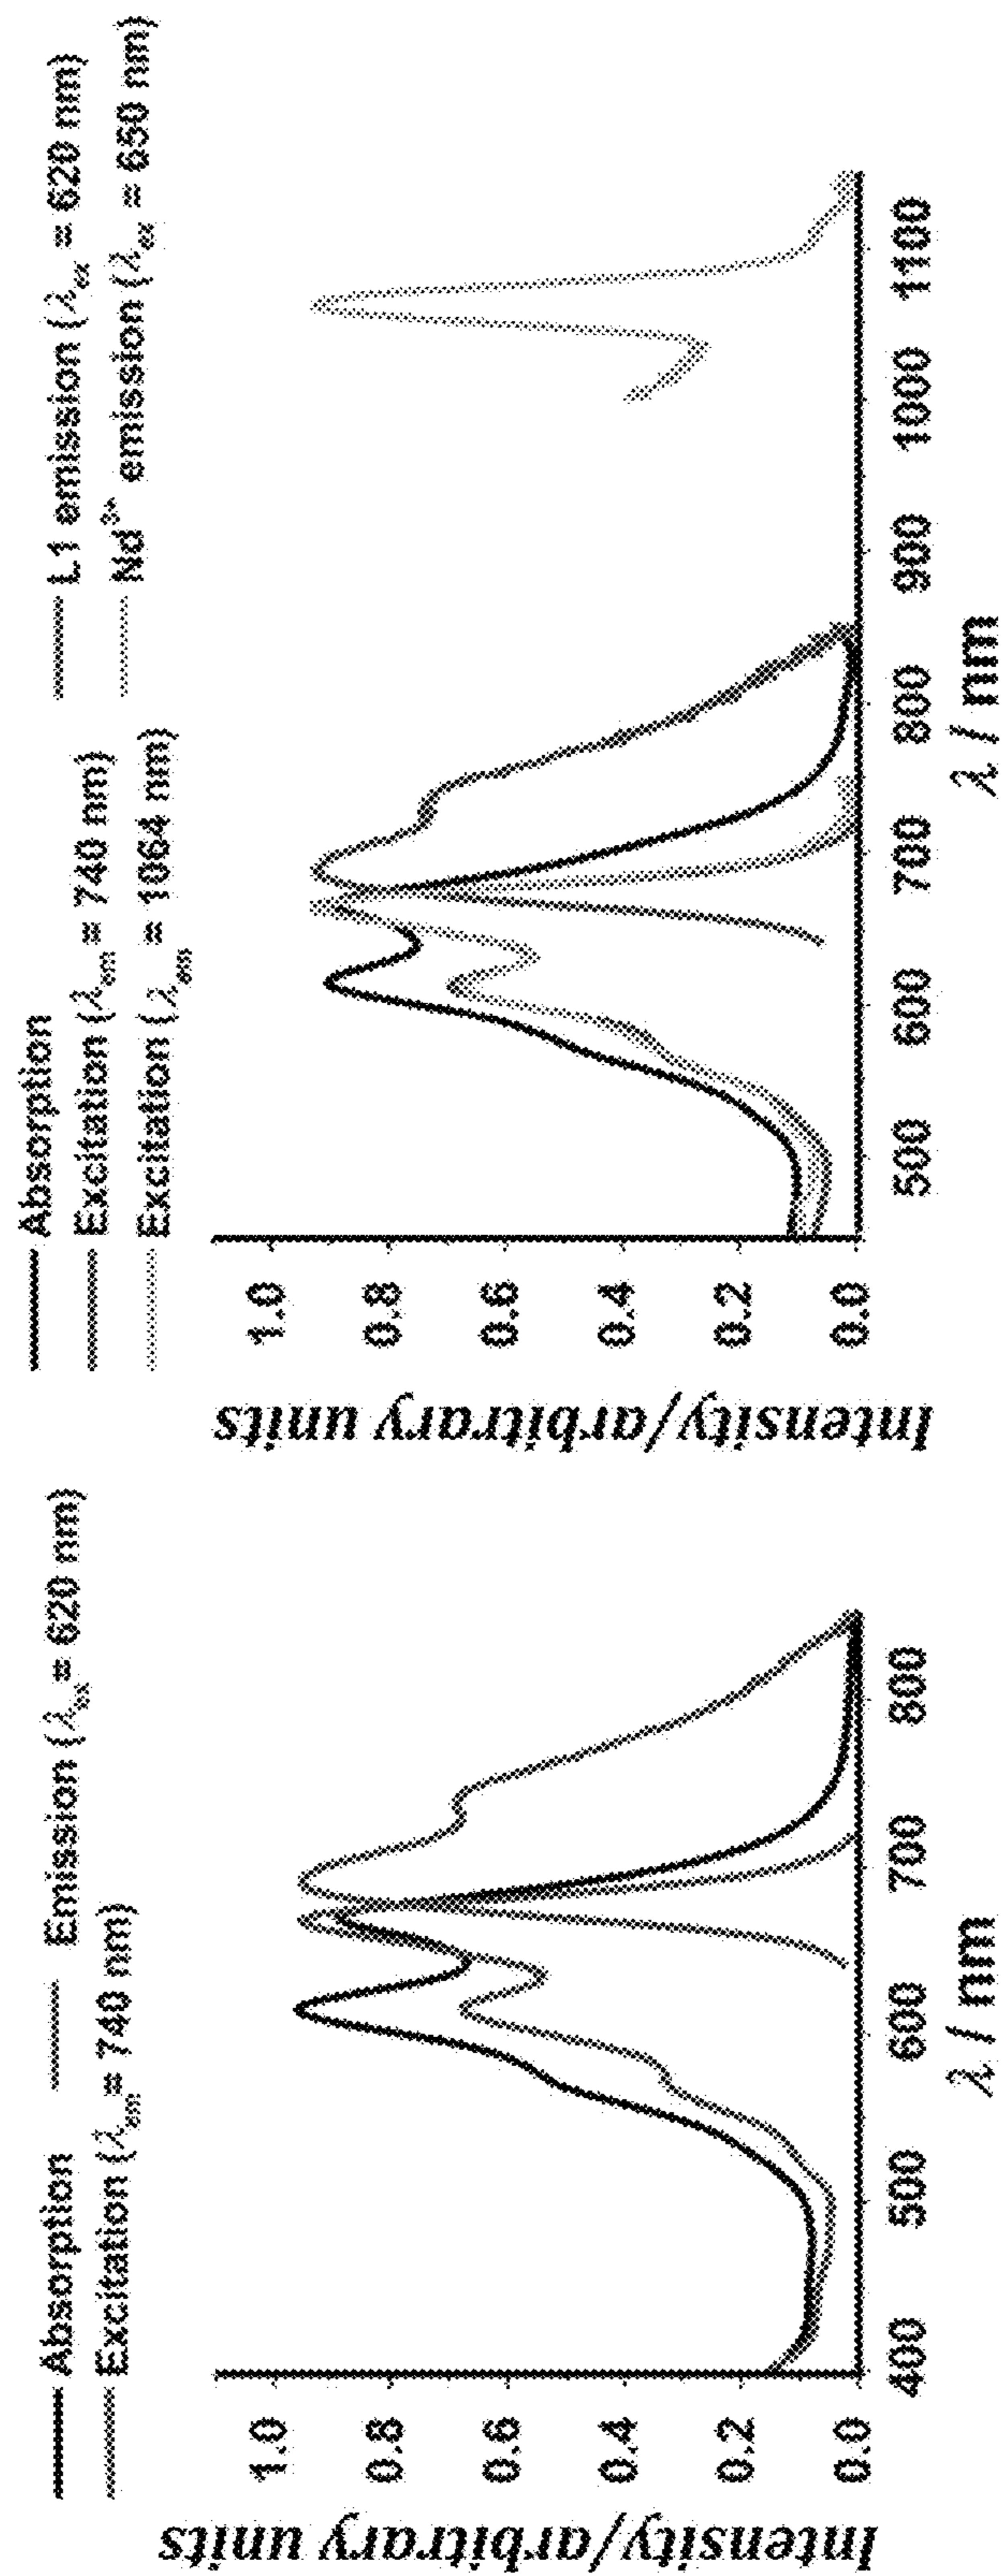 Absorption
Emission (λex = 620 nm)
Excitation (λem = 740 nm)
Intensity/arbitrary units
1.0
0.8
0.6
0.4
0.2
0.0
400
500
600
700
800
λ / nm
Absorption
Excitation (λem = 740 nm)
Excitation (λem = 1064 nm)
L1 emission (λex = 620 nm)
Nd3+ emission (λex = 650 nm)
Intensity/arbitrary units
1.0
0.8
0.6
0.4
0.2
0.0
500
600
700
800
900
1000
1100
λ / nm